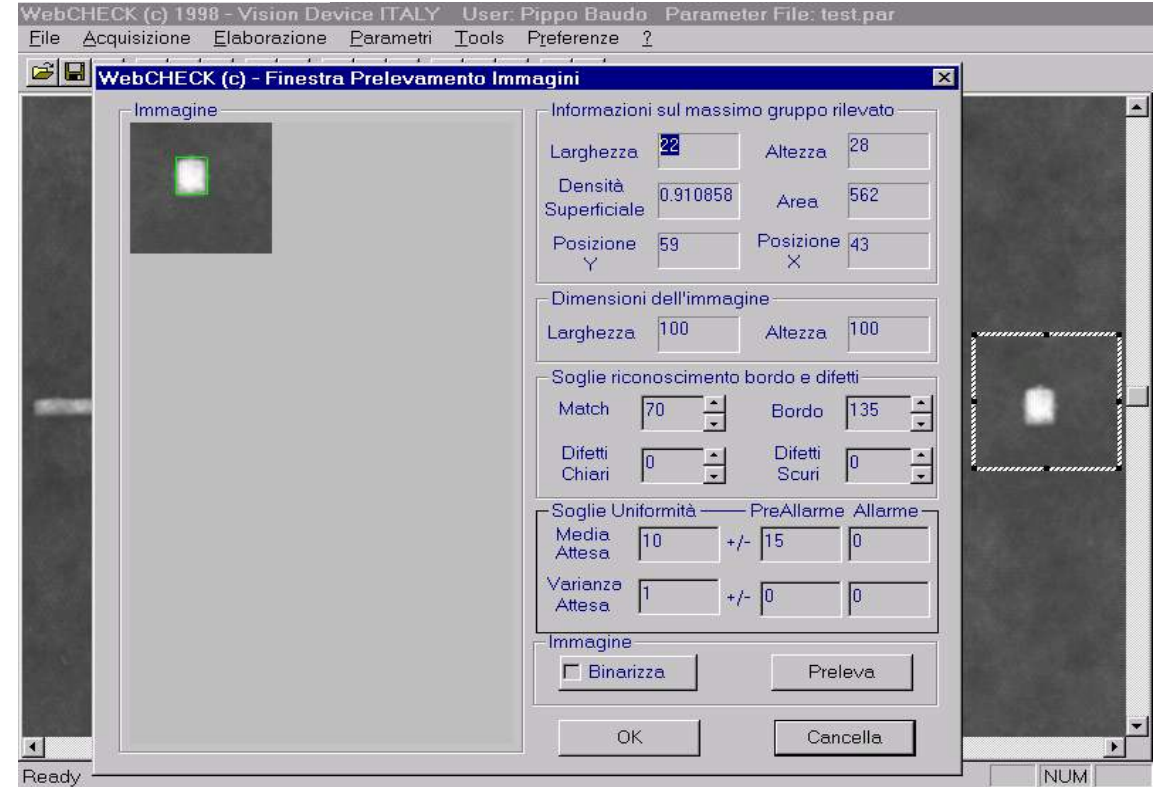 WebCHECK (c) 1998 - Vision Device ITALY User: Pippo Baudo Parameter File: test.par
File Acquisizione Elaborazione Parametri Tools Preferenze ?
WebCHECK (c) - Finestra Prelevamento Immagini
Immagine
Informazioni sul massimo gruppo rilevato
Larghezza 22 Altezza 28
Densità Superficiale 0.910858 Area 562
Posizione Y 59 Posizione X 43
Dimensioni dell'immagine
Larghezza 100 Altezza 100
Soglie riconoscimento bordo e difetti
Match 70 Bordo 135
Difetti Chiari 0 Difetti Scuri 0
Soglie Uniformità PreAllarme Allarme
Media Attesa 10 +/- 15 0
Varianza Attesa 1 +/- 0 0
Immagine
Binarizza Preleva
OK Cancella
Ready NUM